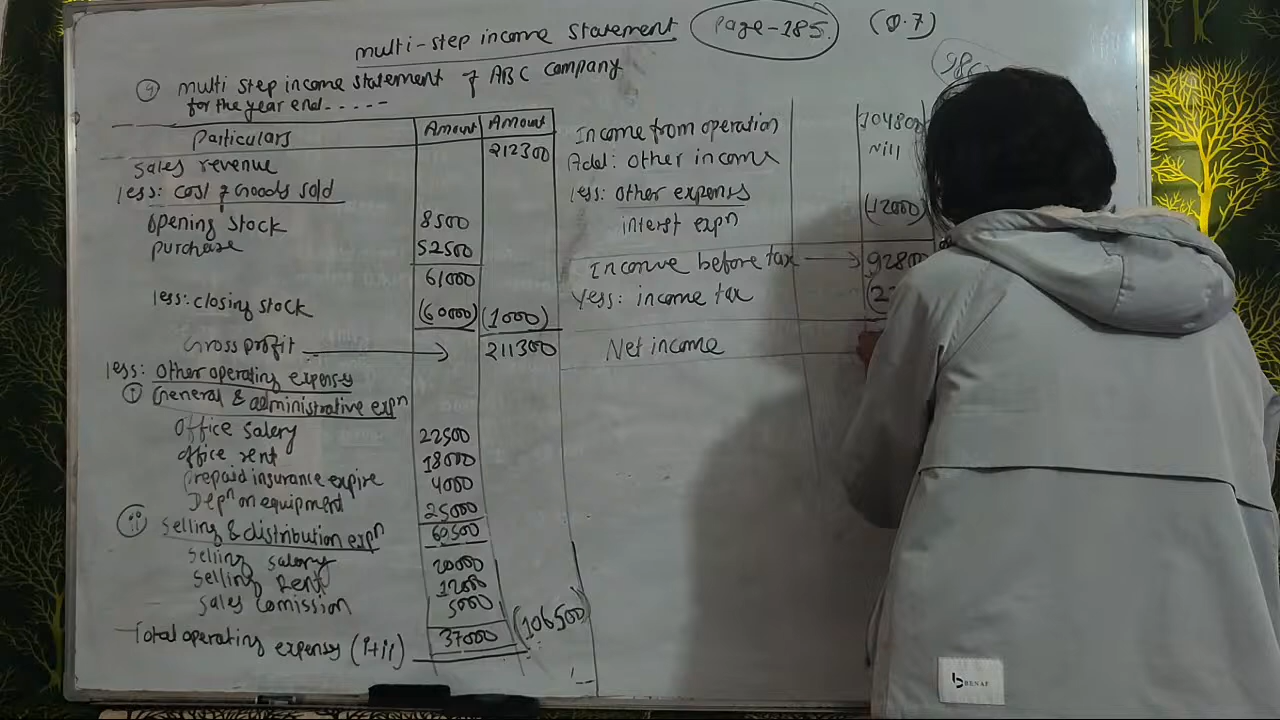 multi-step income statement Page-285 (Q.7)
9 multi step income statement of ABC Company
for the year end-----
Particulars Amount Amount
Sales revenue 212300
less: cost of Goods sold
opening stock 8500
purchase 52500
61000
less: closing stock (60000) (1000)
Gross profit 211300
less: Other operating expenses
(i) General & administrative expn
Office salary 22500
office rent 18000
prepaid insurance expire 4000
Depn on equipment 25000
69500
(ii) Selling & distribution expn
Selling salary 20000
Selling Rent 12000
Sales comission 5000
37000
Total operating expenses (i+ii) (106500)
Income from operation 10480
Add: Other income Nill
less: other expenses
interst expn (12000)
Income before tax 92800
less: income tax
Net income
BENAF